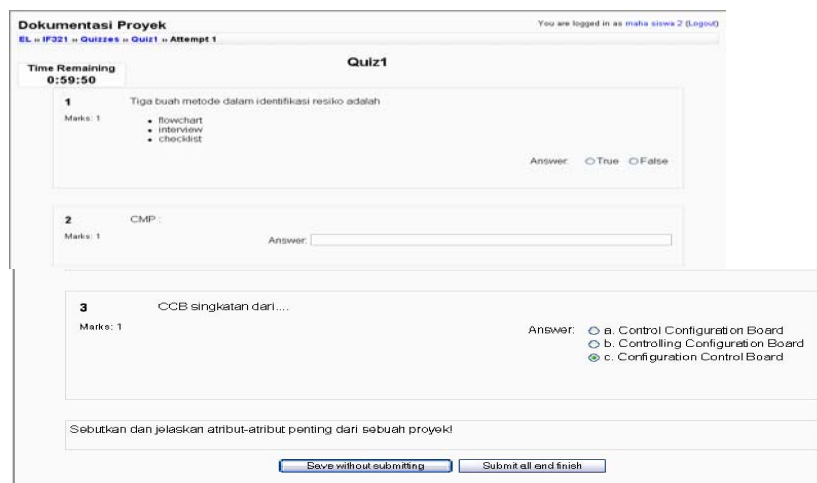 Dokumentasi Proyek
You are logged in as maha siswa 2 (Logout)
EL » IF321 » Quizzes » Quiz1 » Attempt 1
Quiz1
Time Remaining
0:59:50
1
Tiga buah metode dalam identifikasi resiko adalah
Marks: 1
• flowchart
• interview
• checklist
Answer: True False
2
CMP :
Marks: 1
Answer:
3
CCB singkatan dari....
Marks: 1
Answer: a. Control Configuration Board
b. Controlling Configuration Board
c. Configuration Control Board
Sebutkan dan jelaskan atribut-atribut penting dari sebuah proyek!
Save without submitting Submit all and finish